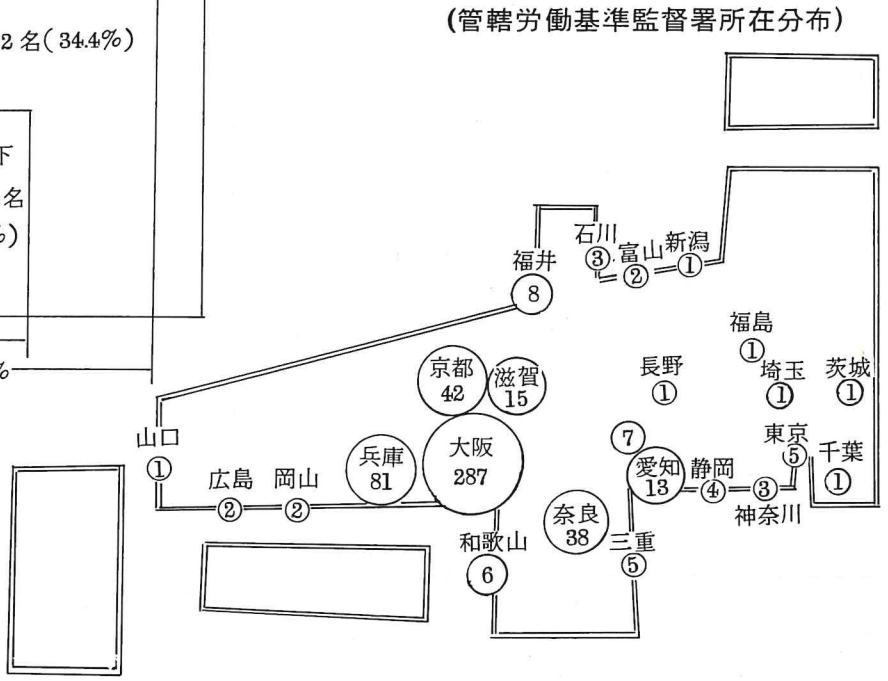 (管轄労働基準監督署所在分布)
2名(34.4%)
下
名
%)
%
石川
③
富山
②
新潟
①
福井
8
福島
①
長野
①
埼玉
①
茨城
①
京都
42
滋賀
15
山口
①
広島
②
岡山
②
兵庫
81
大阪
287
⑦
愛知
13
静岡
④
東京
⑤
③
神奈川
千葉
①
奈良
38
和歌山
6
三重
⑤